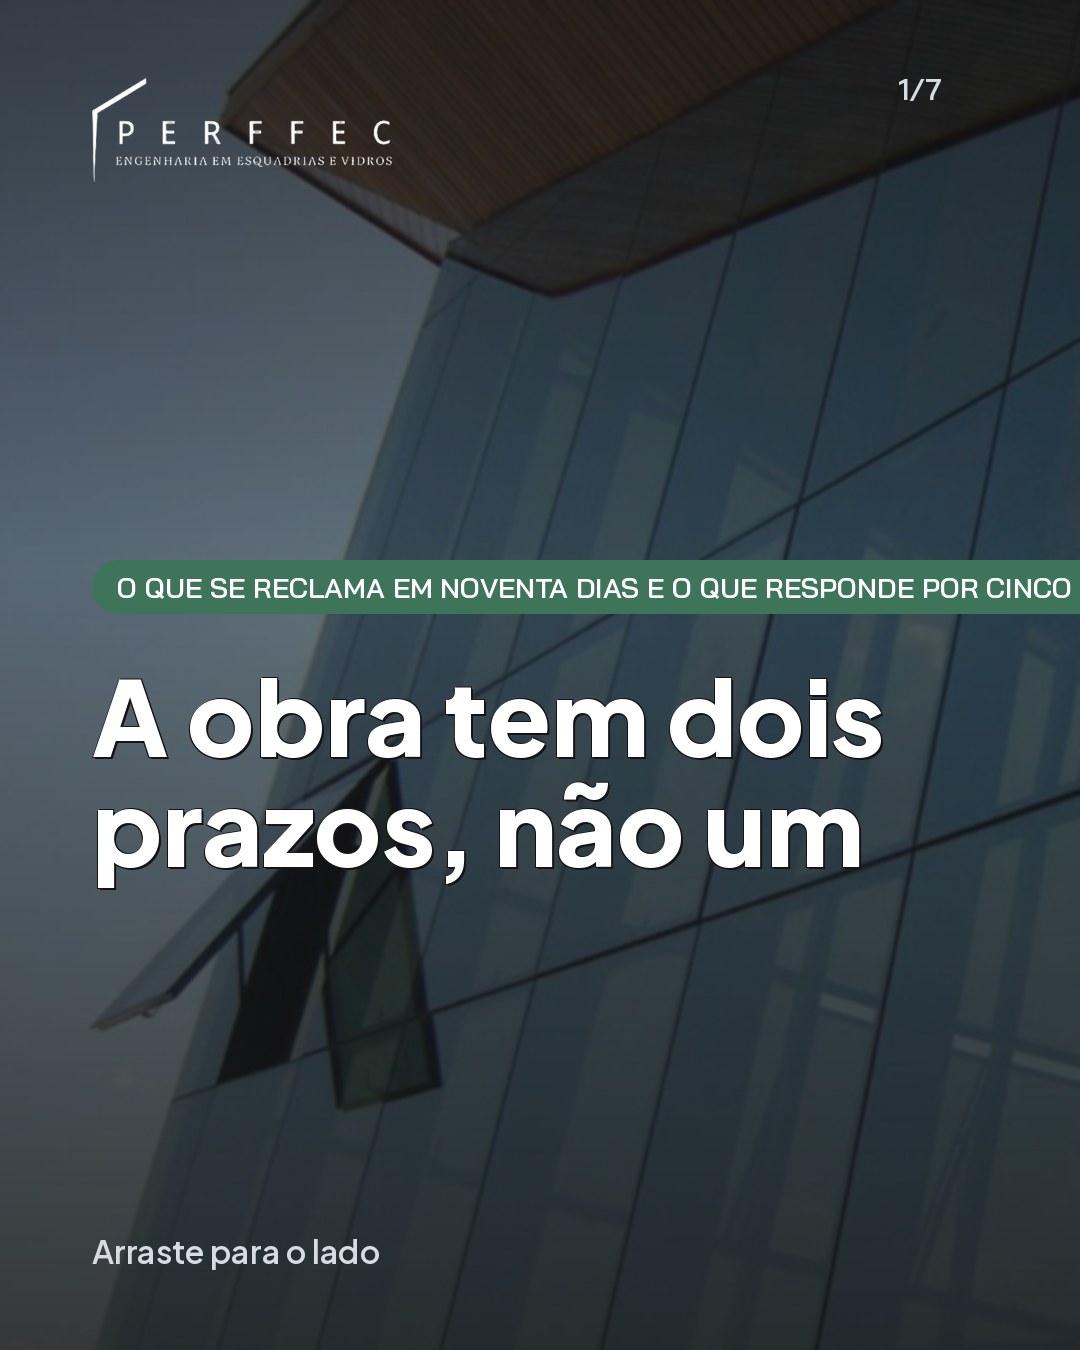 PERFFEC
ENGENHARIA EM ESQUADRIAS E VIDROS
1/7
O QUE SE RECLAMA EM NOVENTA DIAS E O QUE RESPONDE POR CINCO
A obra tem dois
prazos, não um
Arraste para o lado